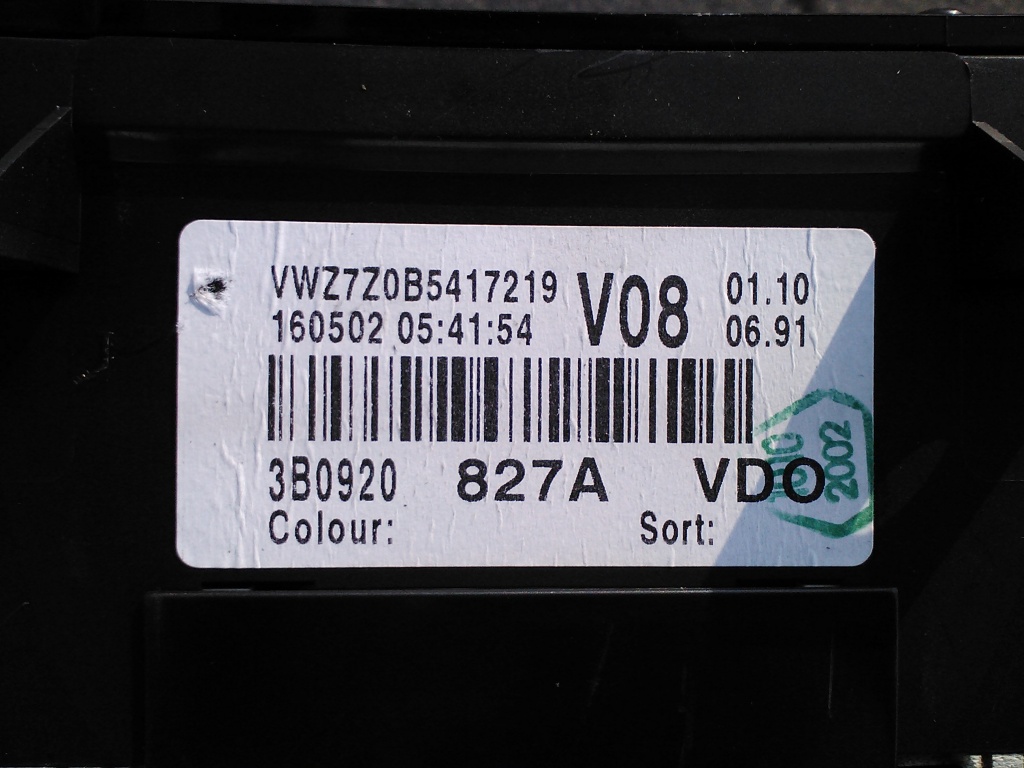 VWZ7Z0B5417219 V08 01.10
160502 05:41:54 06.91
3B0920 827A VDO
Colour: Sort:
2002